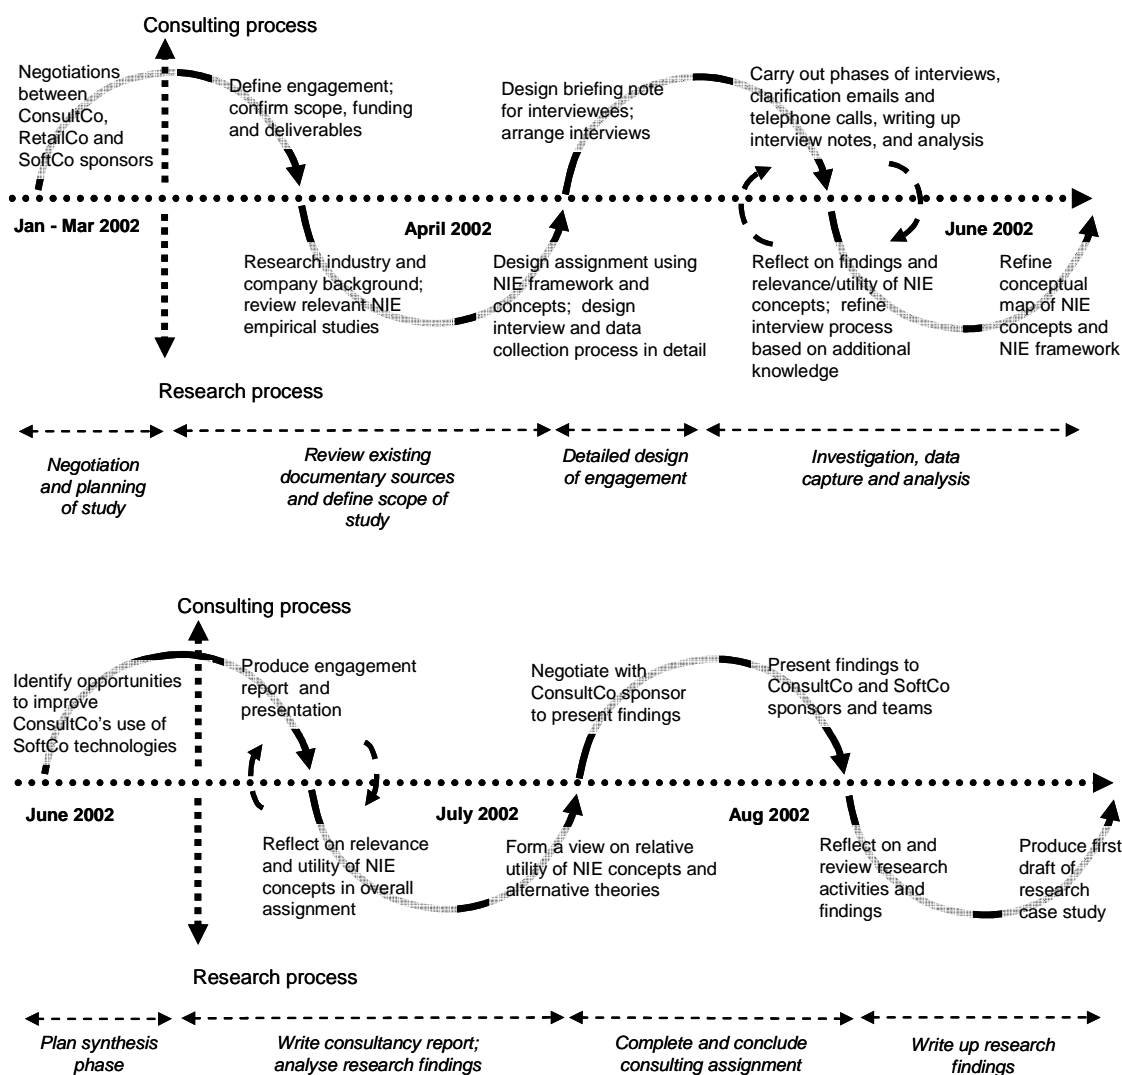 Consulting process
Negotiations
between
ConsultCo,
RetailCo and
SoftCo sponsors
Define engagement;
confirm scope, funding
and deliverables
Design briefing note
for interviewees;
arrange interviews
Carry out phases of interviews,
clarification emails and
telephone calls, writing up
interview notes, and analysis
Jan - Mar 2002
April 2002
June 2002
Research industry and
company background;
review relevant NIE
empirical studies
Design assignment using
NIE framework and
concepts;  design
interview and data
collection process in detail
Reflect on findings and
relevance/utility of NIE
concepts;  refine
interview process
based on additional
knowledge
Refine
conceptual
map of NIE
concepts and
NIE framework
Research process
Negotiation
and planning
of study
Review existing
documentary sources
and define scope of
study
Detailed design
of engagement
Investigation, data
capture and analysis
Consulting process
Identify opportunities
to improve
ConsultCo's use of
SoftCo technologies
Produce engagement
report  and
presentation
Negotiate with
ConsultCo sponsor
to present findings
Present findings to
ConsultCo and SoftCo
sponsors and teams
June 2002
July 2002
Aug 2002
Reflect on relevance
and utility of NIE
concepts in overall
assignment
Form a view on relative
utility of NIE concepts and
alternative theories
Reflect on and
review research
activities and
findings
Produce first
draft of
research
case study
Research process
Plan synthesis
phase
Write consultancy report;
analyse research findings
Complete and conclude
consulting assignment
Write up research
findings